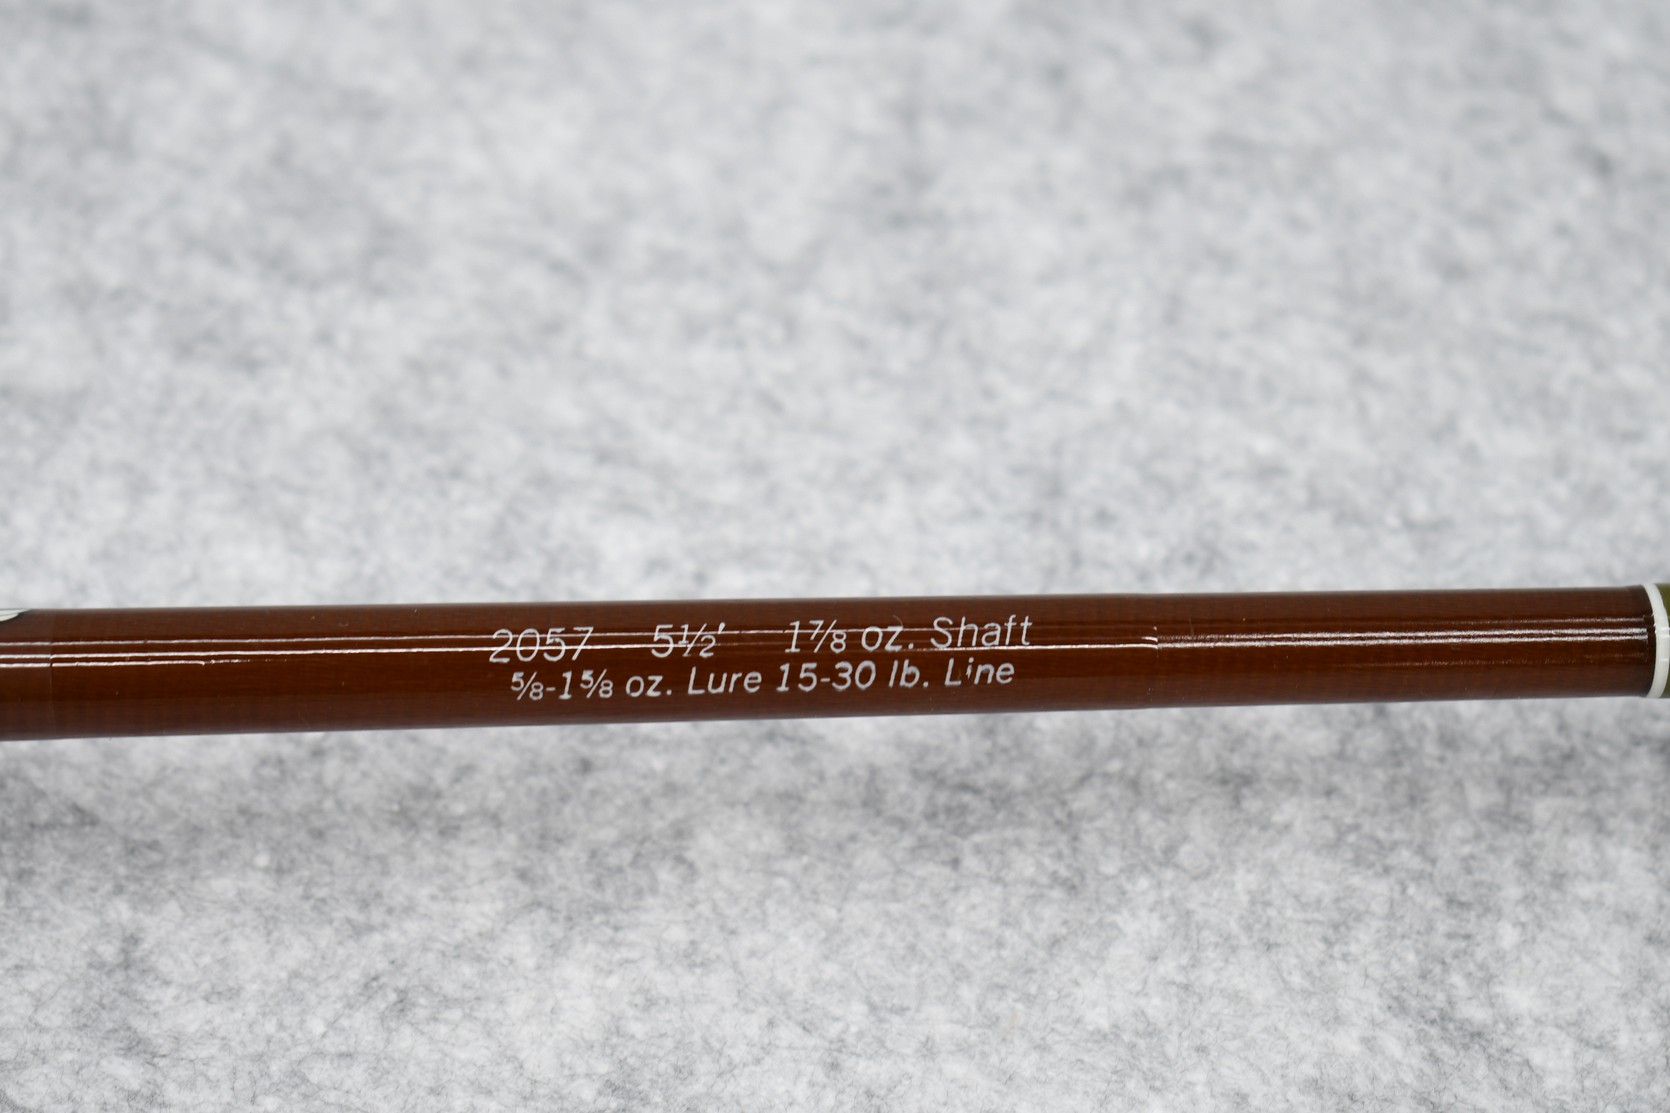 2057 5½' 1⅞ oz. Shaft
⅝-1⅝ oz. Lure 15-30 lb. Line